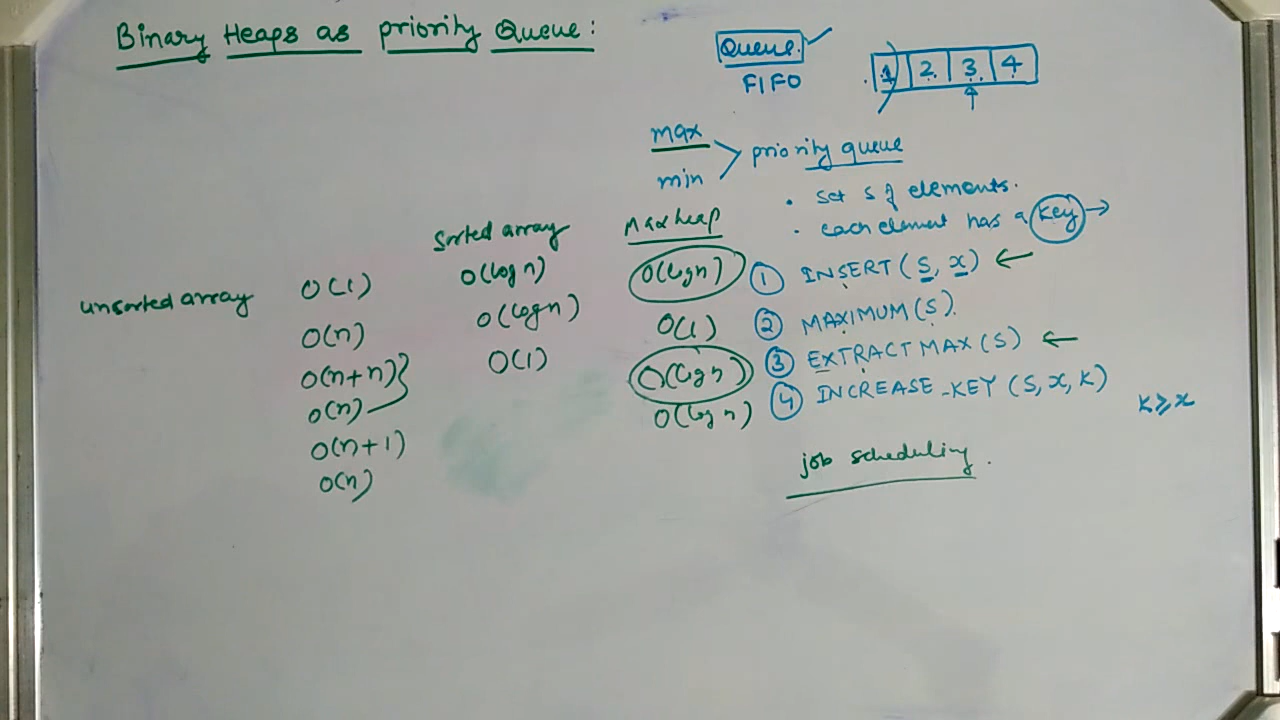 Binary Heaps as priority Queue:
Queue.
FIFO
1 2 3 4
max
min
priority queue
• Set S of elements.
• each element has a Key →
unsorted array
O(1)
O(n)
O(n+n)
O(n)
O(n+1)
O(n)
Sorted array
O(log n)
O(log n)
O(1)
Max heap
O(log n)
O(1)
O(log n)
O(log n)
① INSERT (S, x) ←
② MAXIMUM (S).
③ EXTRACT MAX (S) ←
④ INCREASE_KEY (S, x, K)
K ≥ x
job scheduling.